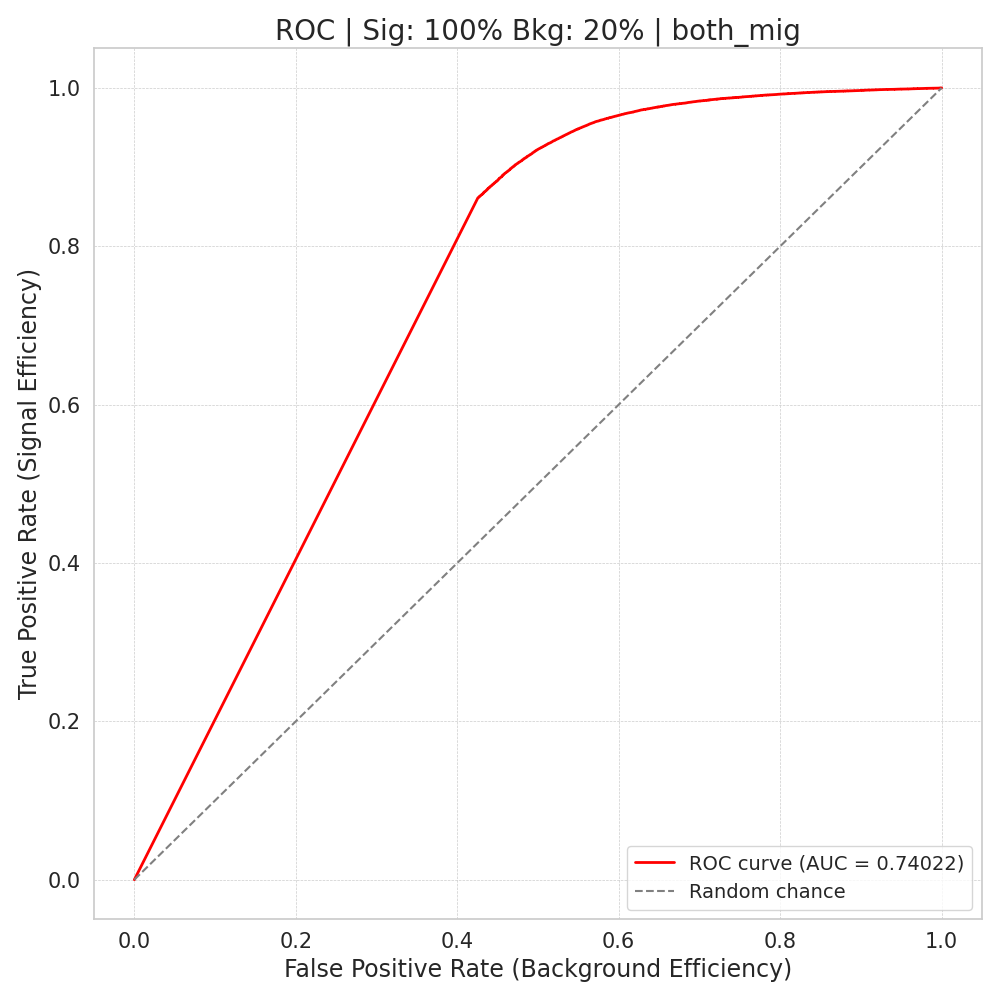 ROC | Sig: 100% Bkg: 20% | both_mig
True Positive Rate (Signal Efficiency)
1.0
0.8
0.6
0.4
0.2
0.0
ROC curve (AUC = 0.74022)
Random chance
0.0 0.2 0.4 0.6 0.8 1.0
False Positive Rate (Background Efficiency)